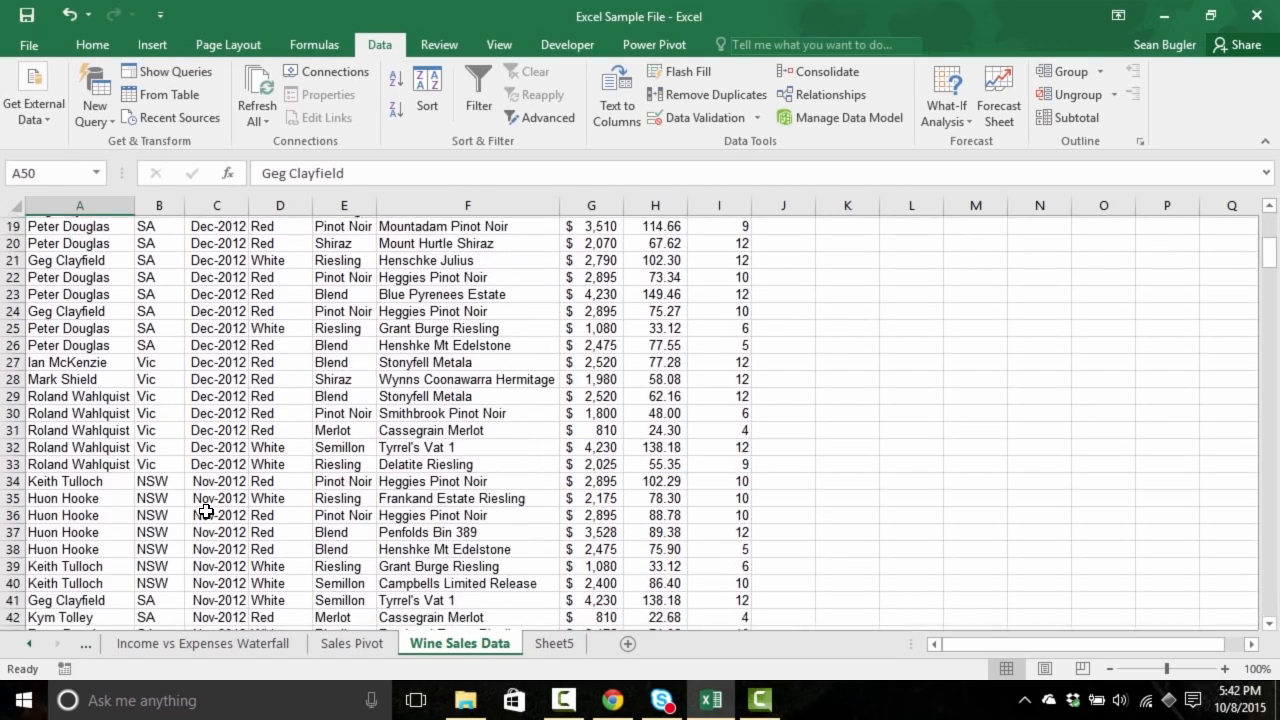 Excel Sample File - Excel
File Home Insert Page Layout Formulas Data Review View Developer Power Pivot Tell me what you want to do... Sean Bugler Share
Get External Data
New Query
Show Queries
From Table
Recent Sources
Get & Transform
Refresh All
Connections
Properties
Edit Links
Connections
Sort
Filter
Clear
Reapply
Advanced
Sort & Filter
Text to Columns
Flash Fill
Remove Duplicates
Data Validation
Consolidate
Relationships
Manage Data Model
Data Tools
What-If Analysis
Forecast Sheet
Forecast
Group
Ungroup
Subtotal
Outline
A50 fx Geg Clayfield
A B C D E F G H I J K L M N O P Q
19 Peter Douglas SA Dec-2012 Red Pinot Noir Mountadam Pinot Noir $ 3,510 114.66 9
20 Peter Douglas SA Dec-2012 Red Shiraz Mount Hurtle Shiraz $ 2,070 67.62 12
21 Geg Clayfield SA Dec-2012 White Riesling Henschke Julius $ 2,790 102.30 12
22 Peter Douglas SA Dec-2012 Red Pinot Noir Heggies Pinot Noir $ 2,895 73.34 10
23 Peter Douglas SA Dec-2012 Red Blend Blue Pyrenees Estate $ 4,230 149.46 12
24 Geg Clayfield SA Dec-2012 Red Pinot Noir Heggies Pinot Noir $ 2,895 75.27 10
25 Peter Douglas SA Dec-2012 White Riesling Grant Burge Riesling $ 1,080 33.12 6
26 Peter Douglas SA Dec-2012 Red Blend Henshke Mt Edelstone $ 2,475 77.55 5
27 Ian McKenzie Vic Dec-2012 Red Blend Stonyfell Metala $ 2,520 77.28 12
28 Mark Shield Vic Dec-2012 Red Shiraz Wynns Coonawarra Hermitage $ 1,980 58.08 12
29 Roland Wahlquist Vic Dec-2012 Red Blend Stonyfell Metala $ 2,520 62.16 12
30 Roland Wahlquist Vic Dec-2012 Red Pinot Noir Smithbrook Pinot Noir $ 1,800 48.00 6
31 Roland Wahlquist Vic Dec-2012 Red Merlot Cassegrain Merlot $ 810 24.30 4
32 Roland Wahlquist Vic Dec-2012 White Semillon Tyrrel's Vat 1 $ 4,230 138.18 12
33 Roland Wahlquist Vic Dec-2012 White Riesling Delatite Riesling $ 2,025 55.35 9
34 Keith Tulloch NSW Nov-2012 Red Pinot Noir Heggies Pinot Noir $ 2,895 102.29 10
35 Huon Hooke NSW Nov-2012 White Riesling Frankand Estate Riesling $ 2,175 78.30 10
36 Huon Hooke NSW Nov-2012 Red Pinot Noir Heggies Pinot Noir $ 2,895 88.78 10
37 Huon Hooke NSW Nov-2012 Red Blend Penfolds Bin 389 $ 3,528 89.38 12
38 Huon Hooke NSW Nov-2012 Red Blend Henshke Mt Edelstone $ 2,475 75.90 5
39 Keith Tulloch NSW Nov-2012 White Riesling Grant Burge Riesling $ 1,080 33.12 6
40 Keith Tulloch NSW Nov-2012 White Semillon Campbells Limited Release $ 2,400 86.40 10
41 Geg Clayfield SA Nov-2012 White Semillon Tyrrel's Vat 1 $ 4,230 138.18 12
42 Kym Tolley SA Nov-2012 Red Merlot Cassegrain Merlot $ 810 22.68 4
... Income vs Expenses Waterfall Sales Pivot Wine Sales Data Sheet5
Ready 100%
Ask me anything 5:42 PM
10/8/2015